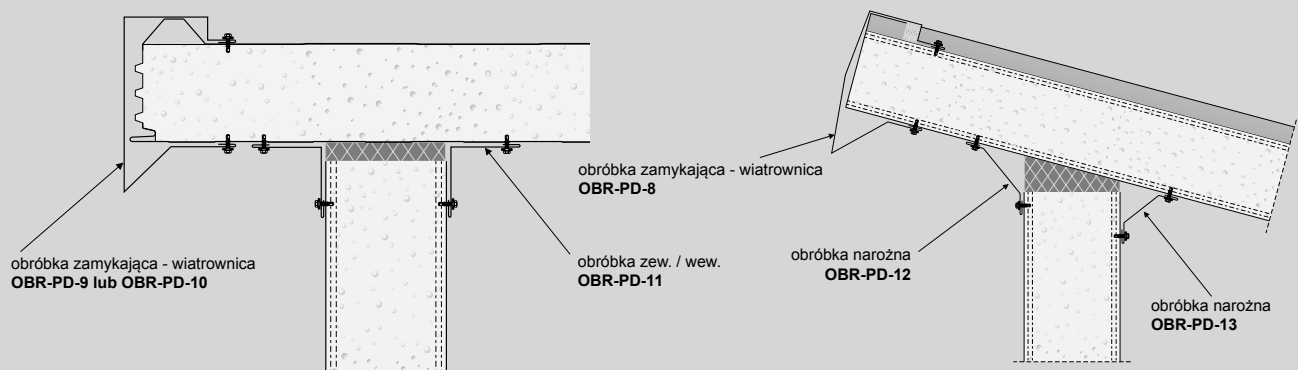 obróbka zamykająca - wiatrownica
OBR-PD-9 lub OBR-PD-10
obróbka zew. / wew.
OBR-PD-11
obróbka zamykająca - wiatrownica
OBR-PD-8
obróbka narożna
OBR-PD-12
obróbka narożna
OBR-PD-13